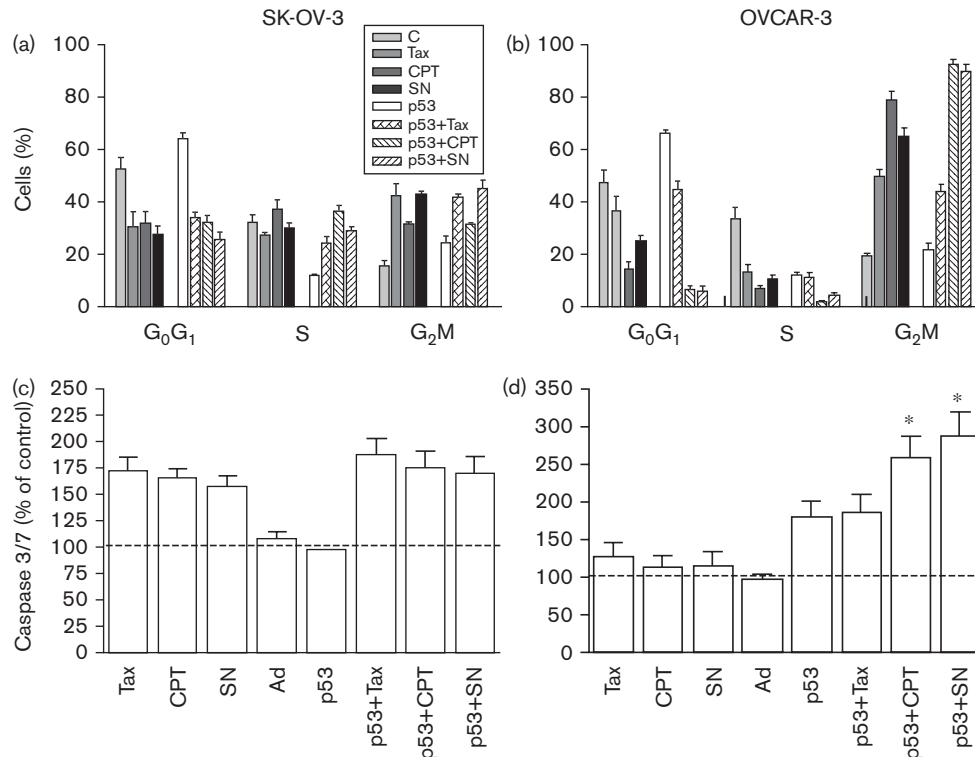 SK-OV-3
OVCAR-3
(a)
100
80
60
40
20
0
Cells (%)
C
Tax
CPT
SN
p53
p53+Tax
p53+CPT
p53+SN
G₀G₁
S
G₂M
(b)
100
80
60
40
20
0
G₀G₁
S
G₂M
(c)
250
225
200
175
150
125
100
75
50
25
0
Caspase 3/7 (% of control)
Tax
CPT
SN
Ad
p53
p53+Tax
p53+CPT
p53+SN
(d)
350
300
250
200
150
100
50
0
*
*
Tax
CPT
SN
Ad
p53
p53+Tax
p53+CPT
p53+SN